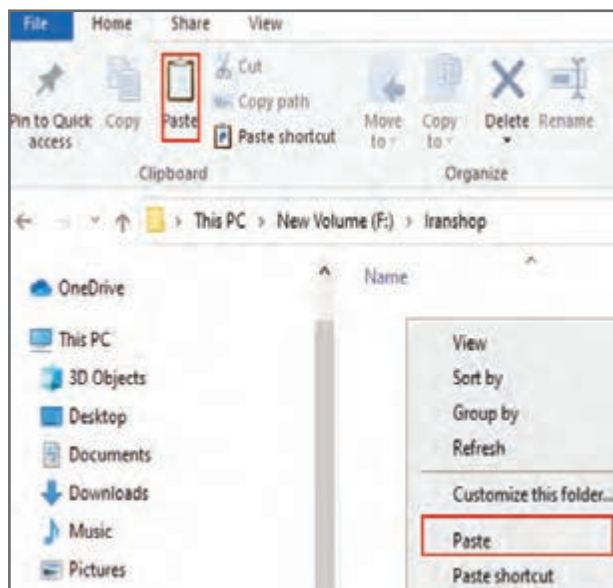 File Home Share View
Pin to Quick access
Copy
Paste
Cut
Copy path
Paste shortcut
Move to
Copy to
Delete
Rename
Clipboard
Organize
This PC > New Volume (F:) > Iranshop
OneDrive
This PC
3D Objects
Desktop
Documents
Downloads
Music
Pictures
Name
View
Sort by
Group by
Refresh
Customize this folder...
Paste
Paste shortcut